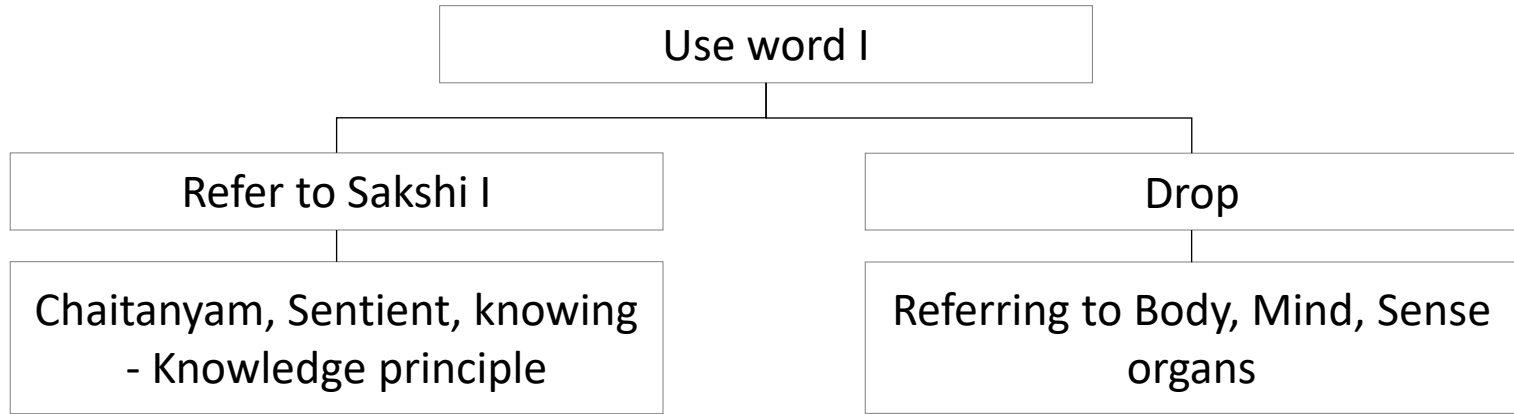 Use word I
Refer to Sakshi I
Drop
Chaitanyam, Sentient, knowing
- Knowledge principle
Referring to Body, Mind, Sense
organs